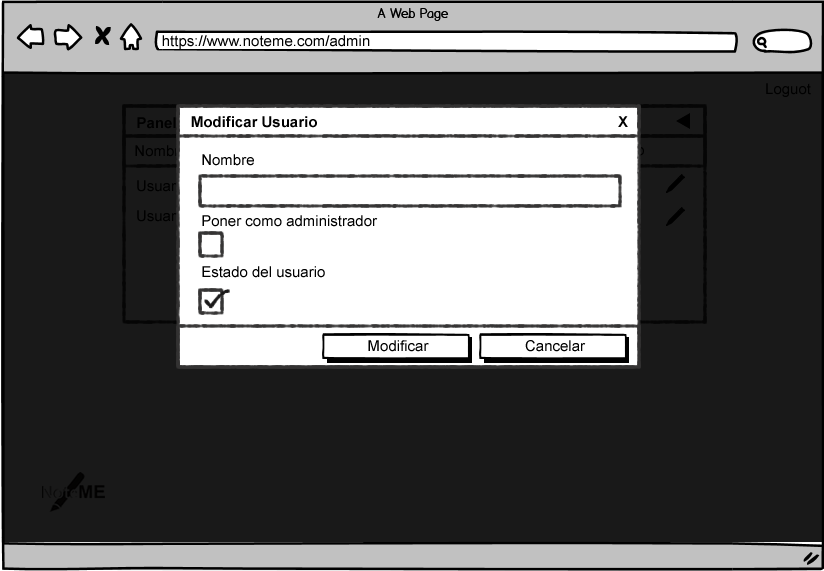 A Web Page
https://www.noteme.com/admin
Loguot
Panel
Modificar Usuario X
Nomb
Nombre
Usuar
Usuar
Poner como administrador
Estado del usuario
Modificar Cancelar
NoteME